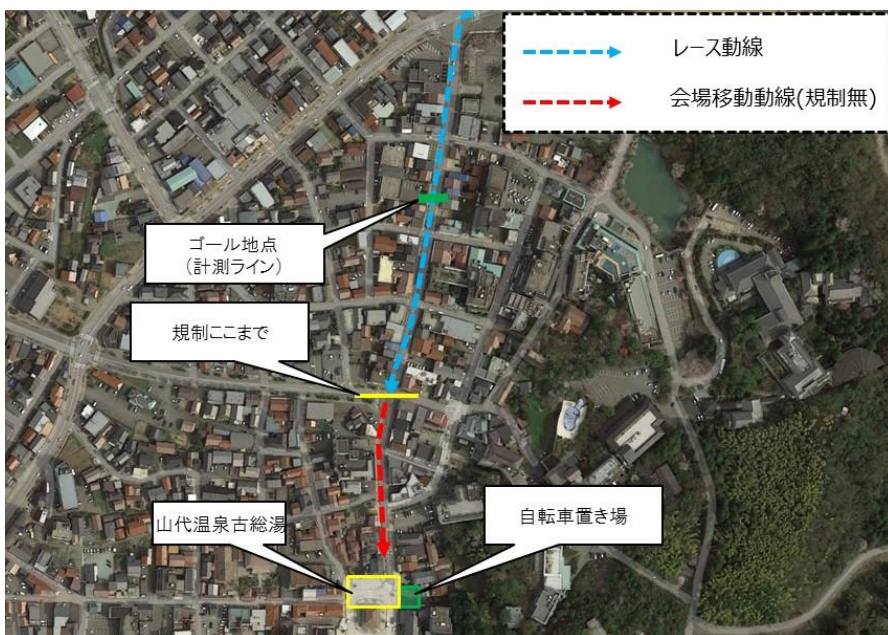 レース動線
会場移動動線(規制無)
ゴール地点
(計測ライン)
規制ここまで
山代温泉古総湯
自転車置き場